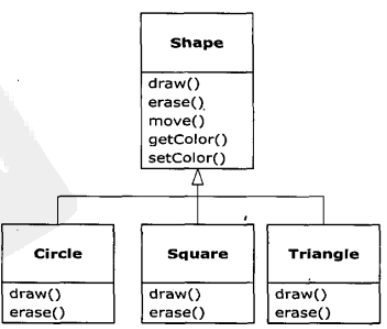 Shape
draw()
erase()
move()
getColor()
setColor()
Circle
draw()
erase()
Square
draw()
erase()
Triangle
draw()
erase()